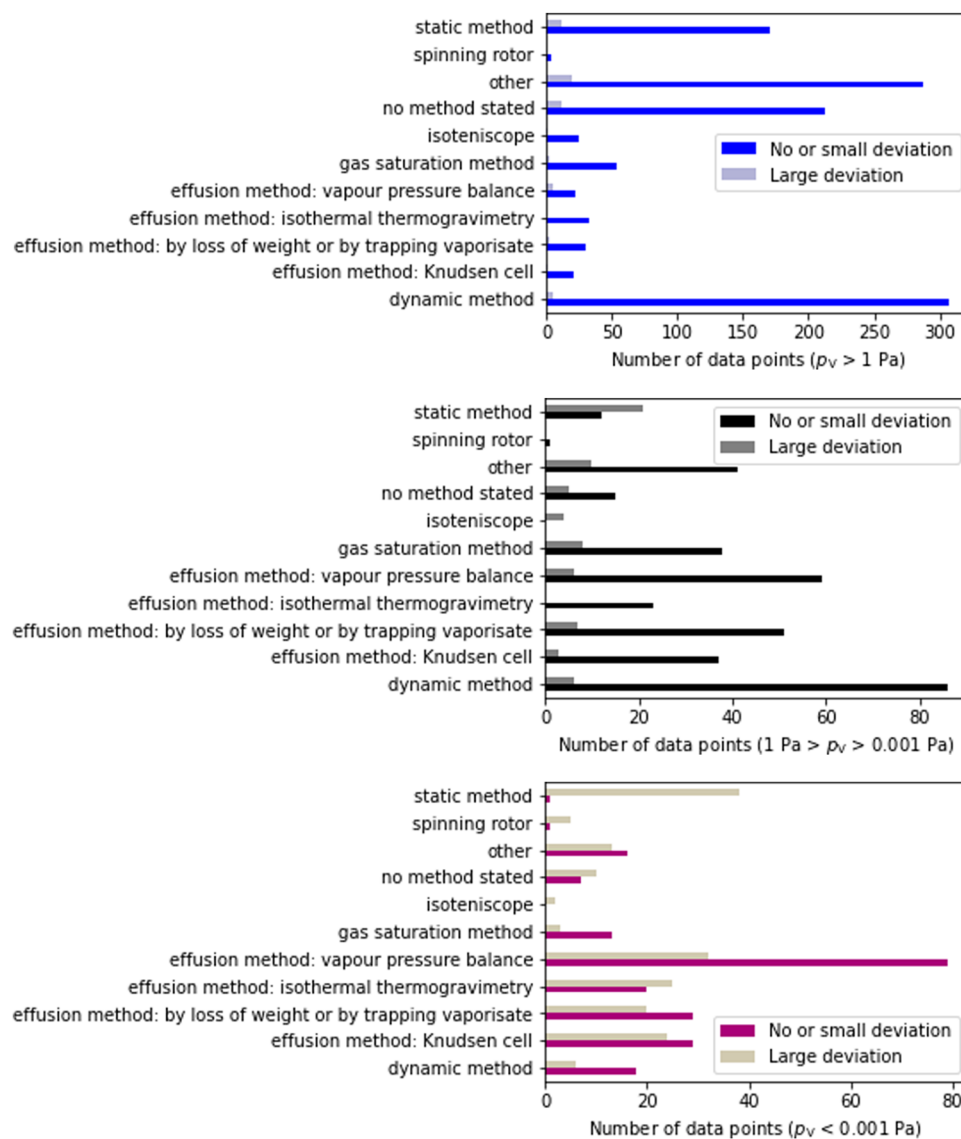 static method
spinning rotor
other
no method stated
isoteniscope
gas saturation method
effusion method: vapour pressure balance
effusion method: isothermal thermogravimetry
effusion method: by loss of weight or by trapping vaporisate
effusion method: Knudsen cell
dynamic method
No or small deviation
Large deviation
0 50 100 150 200 250 300
Number of data points (pV > 1 Pa)
static method
spinning rotor
other
no method stated
isoteniscope
gas saturation method
effusion method: vapour pressure balance
effusion method: isothermal thermogravimetry
effusion method: by loss of weight or by trapping vaporisate
effusion method: Knudsen cell
dynamic method
No or small deviation
Large deviation
0 20 40 60 80
Number of data points (1 Pa > pV > 0.001 Pa)
static method
spinning rotor
other
no method stated
isoteniscope
gas saturation method
effusion method: vapour pressure balance
effusion method: isothermal thermogravimetry
effusion method: by loss of weight or by trapping vaporisate
effusion method: Knudsen cell
dynamic method
No or small deviation
Large deviation
0 20 40 60 80
Number of data points (pV < 0.001 Pa)